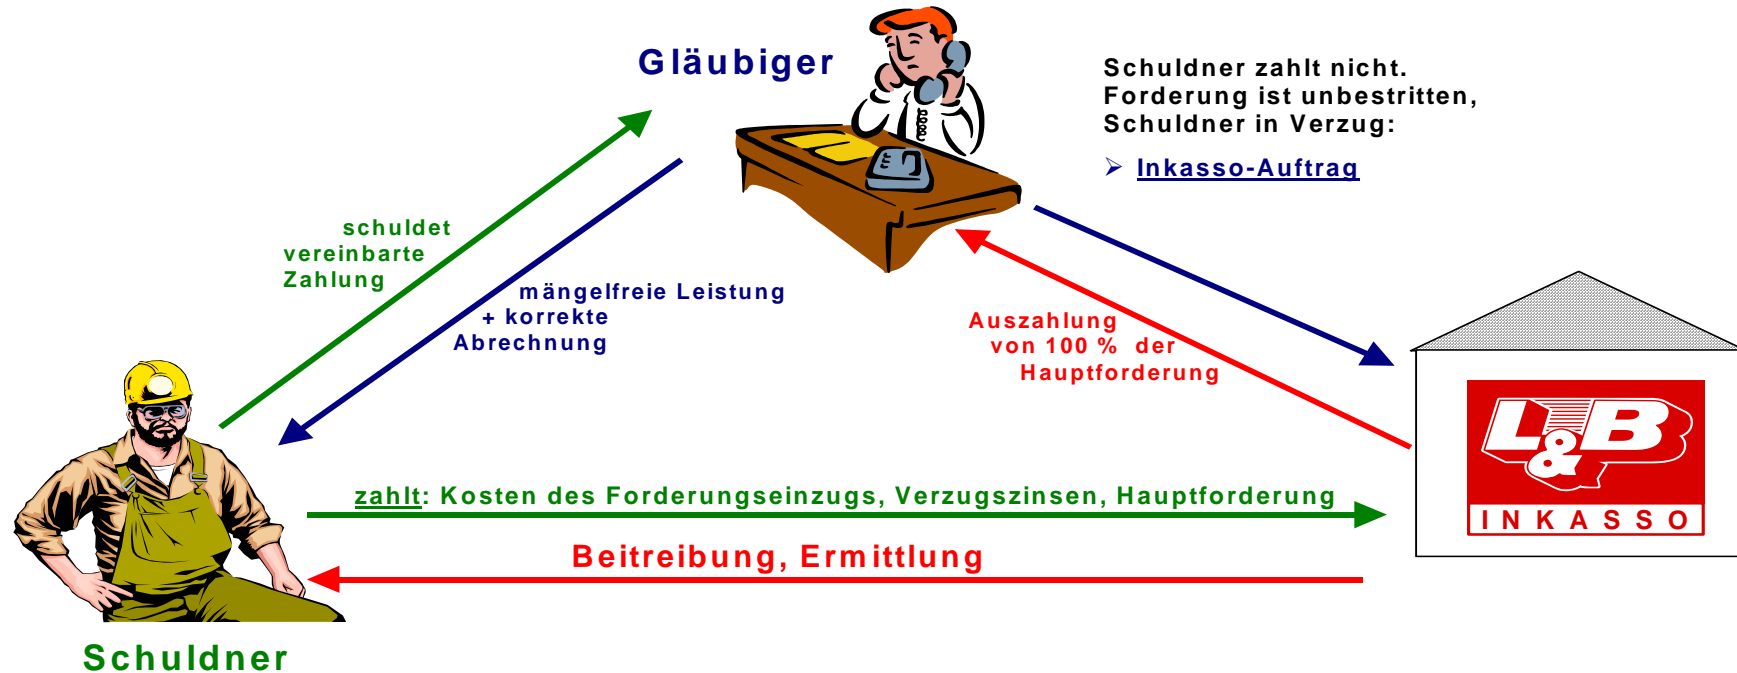 Gläubiger
Schuldner zahlt nicht.
Forderung ist unbestritten,
Schuldner in Verzug:
➢ Inkasso-Auftrag
schuldet
vereinbarte
Zahlung
mängelfreie Leistung
+ korrekte
Abrechnung
Auszahlung
von 100 % der
Hauptforderung
L&B
INKASSO
zahlt: Kosten des Forderungseinzugs, Verzugszinsen, Hauptforderung
Beitreibung, Ermittlung
Schuldner